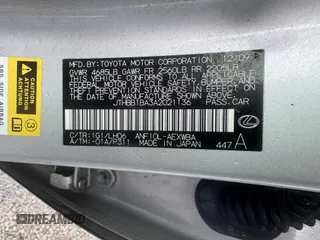 MFD. BY: TOYOTA MOTOR CORPORATION 12/09
GVWR 4685LB GAWR FR 2560LB RR 2205LB
THIS VEHICLE CONFORMS TO ALL APPLICABLE
FEDERAL MOTOR VEHICLE SAFETY, BUMPER, AND
THEFT PREVENTION STANDARDS IN EFFECT ON
THE DATE OF MANUFACTURE SHOWN ABOVE.
JTHBB1BA3A2021136 PASS.CAR
C/TR:1G1/LH06 ANF10L-AEXWBA
A/TM:-01A/P311 MADE IN JAPAN 447 A
SIDE AIRBAG
DREAMBID